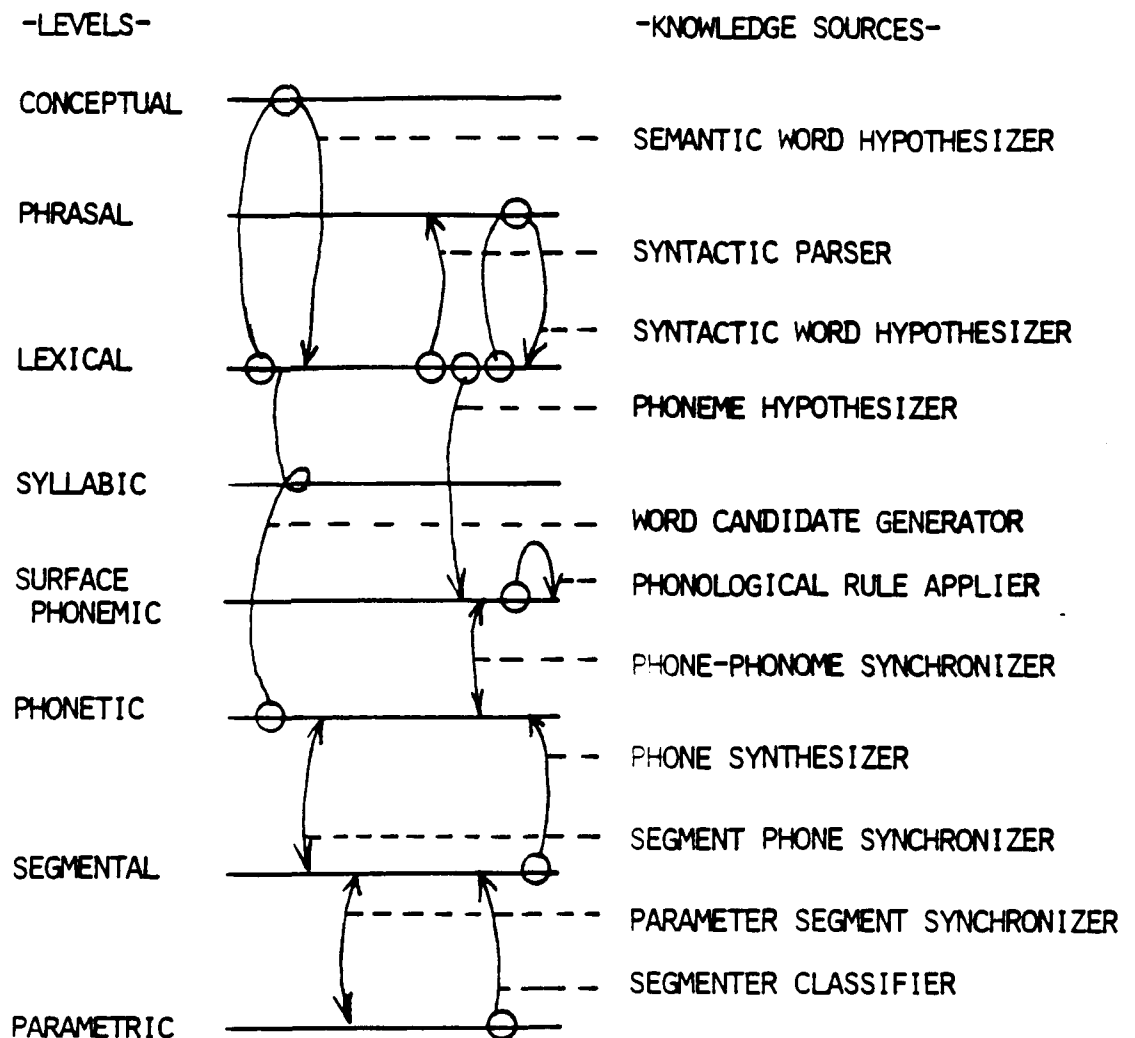 -LEVELS-
-KNOWLEDGE SOURCES-
CONCEPTUAL
SEMANTIC WORD HYPOTHESIZER
PHRASAL
SYNTACTIC PARSER
SYNTACTIC WORD HYPOTHESIZER
LEXICAL
PHONEME HYPOTHESIZER
SYLLABIC
WORD CANDIDATE GENERATOR
SURFACE
PHONEMIC
PHONOLOGICAL RULE APPLIER
PHONE-PHONOME SYNCHRONIZER
PHONETIC
PHONE SYNTHESIZER
SEGMENT PHONE SYNCHRONIZER
SEGMENTAL
PARAMETER SEGMENT SYNCHRONIZER
SEGMENTER CLASSIFIER
PARAMETRIC